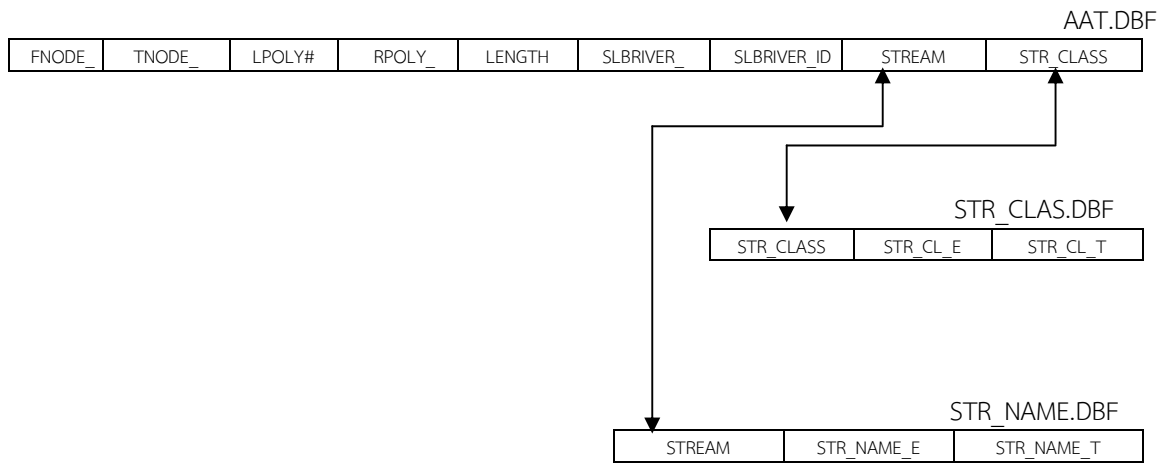 AAT.DBF
FNODE_ TNODE_ LPOLY# RPOLY_ LENGTH SLBRIVER_ SLBRIVER_ID STREAM STR_CLASS
STR_CLAS.DBF
STR_CLASS STR_CL_E STR_CL_T
STR_NAME.DBF
STREAM STR_NAME_E STR_NAME_T